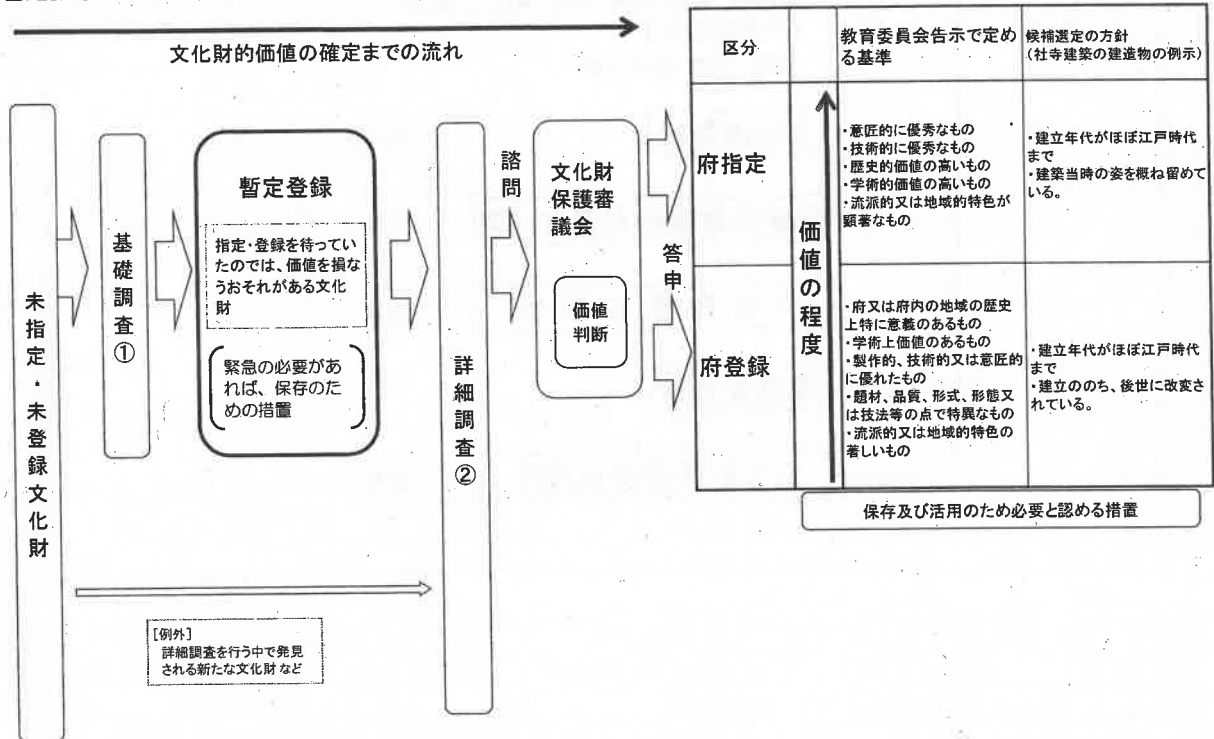 文化財的価値の確定までの流れ
未指定・未登録文化財
基礎調査①
暫定登録
指定・登録を待ってい
たのでは、価値を損な
うおそれがある文化
財
緊急の必要があ
れば、保存のた
めの措置
[例外]
詳細調査を行う中で発見
される新たな文化財 など
詳細調査②
諮問
文化財
保護審
議会
価値
判断
答申
区分
教育委員会告示で定め
る基準
候補選定の方針
(社寺建築の建造物の例示)
価値の程度
府指定
・意匠的に優秀なもの
・技術的に優秀なもの
・歴史的価値の高いもの
・学術的価値の高いもの
・流派的又は地域的特色が
顕著なもの
・建立年代がほぼ江戸時代
まで
・建築当時の姿を概ね留めて
いる。
府登録
・府又は府内の地域の歴史
上特に意義のあるもの
・学術上価値のあるもの
・製作的、技術的又は意匠的
に優れたもの
・題材、品質、形式、形態又
は技法等の点で特異なもの
・流派的又は地域的特色の
著しいもの
・建立年代がほぼ江戸時代
まで
・建立ののち、後世に改変さ
れている。
保存及び活用のため必要と認める措置